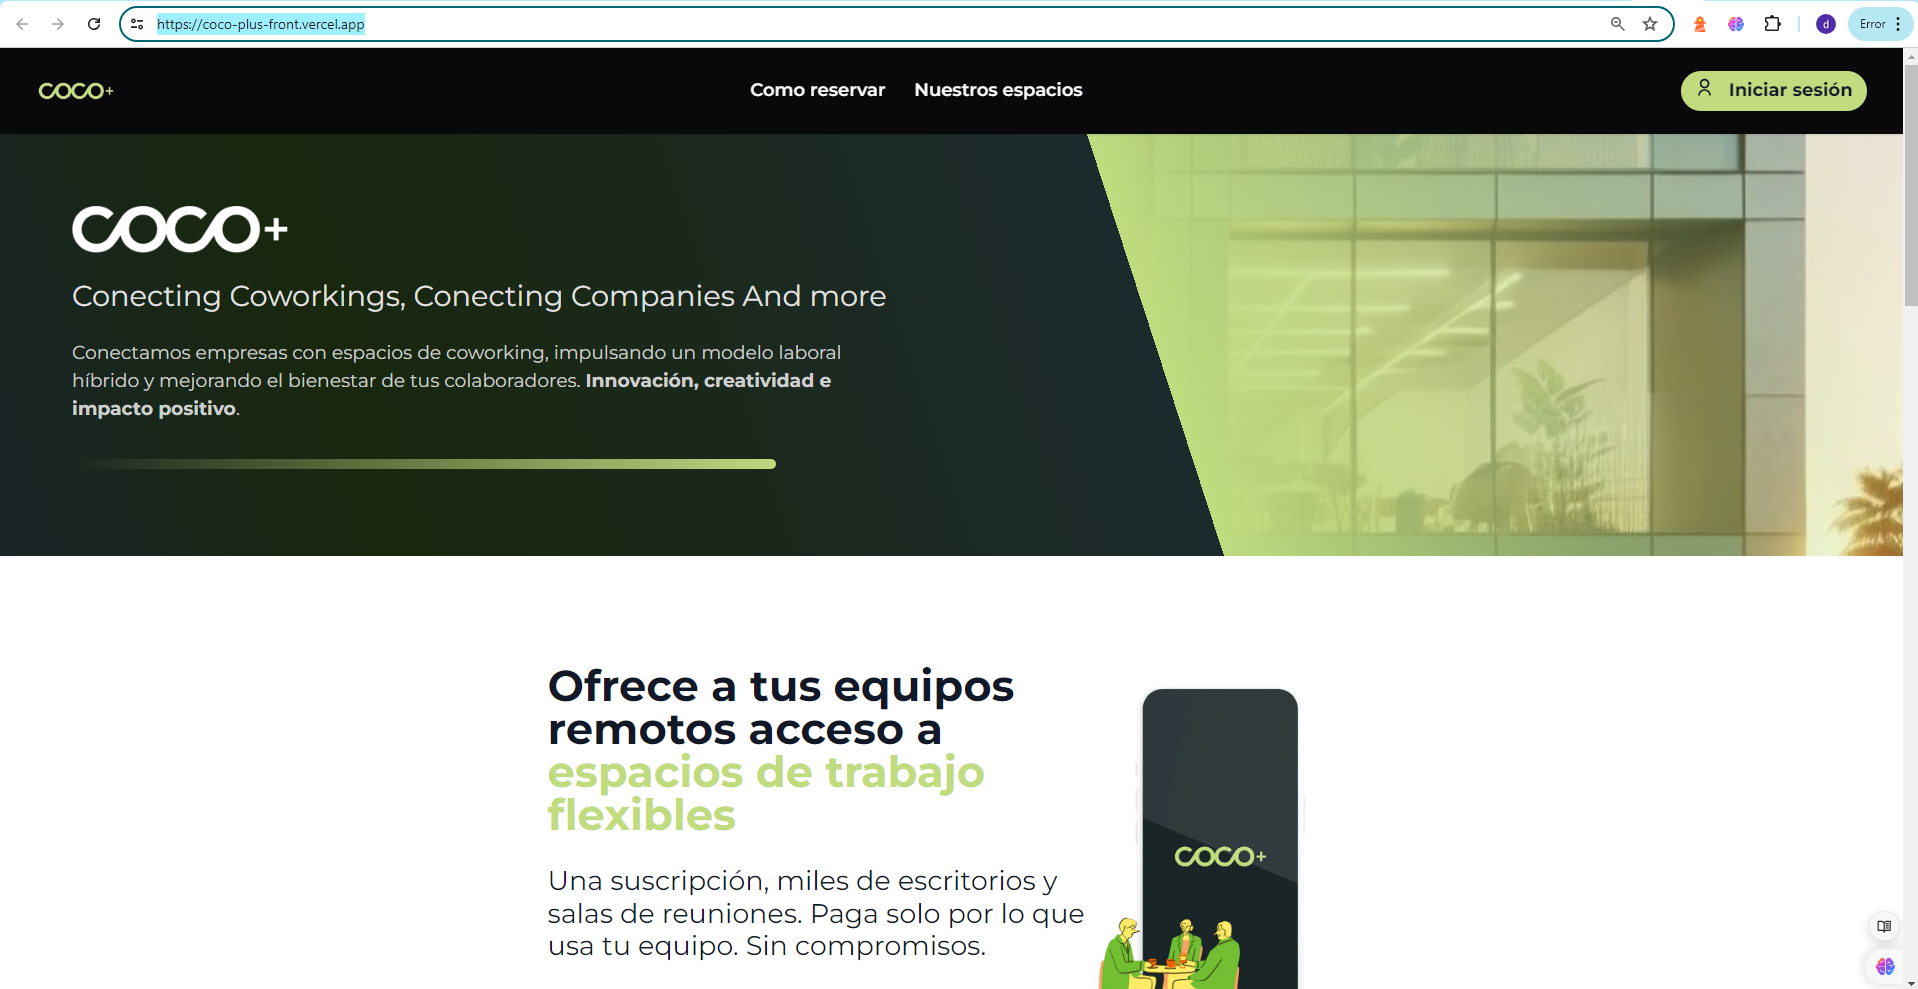 https://coco-plus-front.vercel.app
d
Error
COCO+
Como reservar
Nuestros espacios
Iniciar sesión
COCO+
Conecting Coworkings, Conecting Companies And more
Conectamos empresas con espacios de coworking, impulsando un modelo laboral
híbrido y mejorando el bienestar de tus colaboradores. Innovación, creatividad e
impacto positivo.
Ofrece a tus equipos
remotos acceso a
espacios de trabajo
flexibles
Una suscripción, miles de escritorios y
salas de reuniones. Paga solo por lo que
usa tu equipo. Sin compromisos.
COCO+